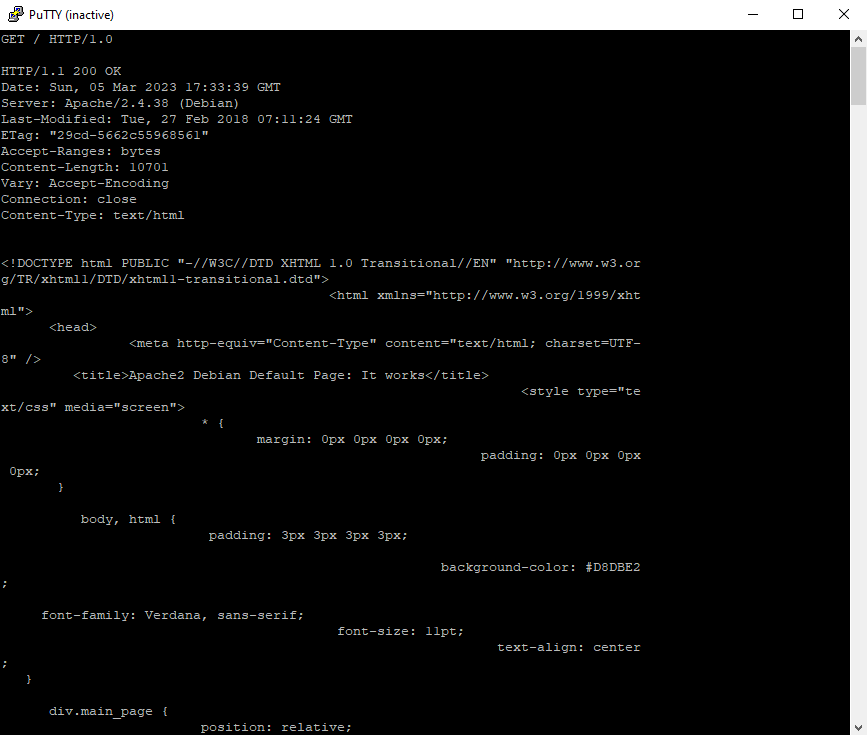 PuTTY (inactive)
GET / HTTP/1.0
HTTP/1.1 200 OK
Date: Sun, 05 Mar 2023 17:33:39 GMT
Server: Apache/2.4.38 (Debian)
Last-Modified: Tue, 27 Feb 2018 07:11:24 GMT
ETag: "29cd-5662c55968561"
Accept-Ranges: bytes
Content-Length: 10701
Vary: Accept-Encoding
Connection: close
Content-Type: text/html
<!DOCTYPE html PUBLIC "-//W3C//DTD XHTML 1.0 Transitional//EN" "http://www.w3.or
g/TR/xhtml1/DTD/xhtml1-transitional.dtd">
<html xmlns="http://www.w3.org/1999/xht
ml">
<head>
<meta http-equiv="Content-Type" content="text/html; charset=UTF-
8" />
<title>Apache2 Debian Default Page: It works</title>
<style type="te
xt/css" media="screen">
* {
margin: 0px 0px 0px 0px;
padding: 0px 0px 0px
0px;
}
body, html {
padding: 3px 3px 3px 3px;
background-color: #D8DBE2
;
font-family: Verdana, sans-serif;
font-size: 11pt;
text-align: center
;
}
div.main_page {
position: relative;